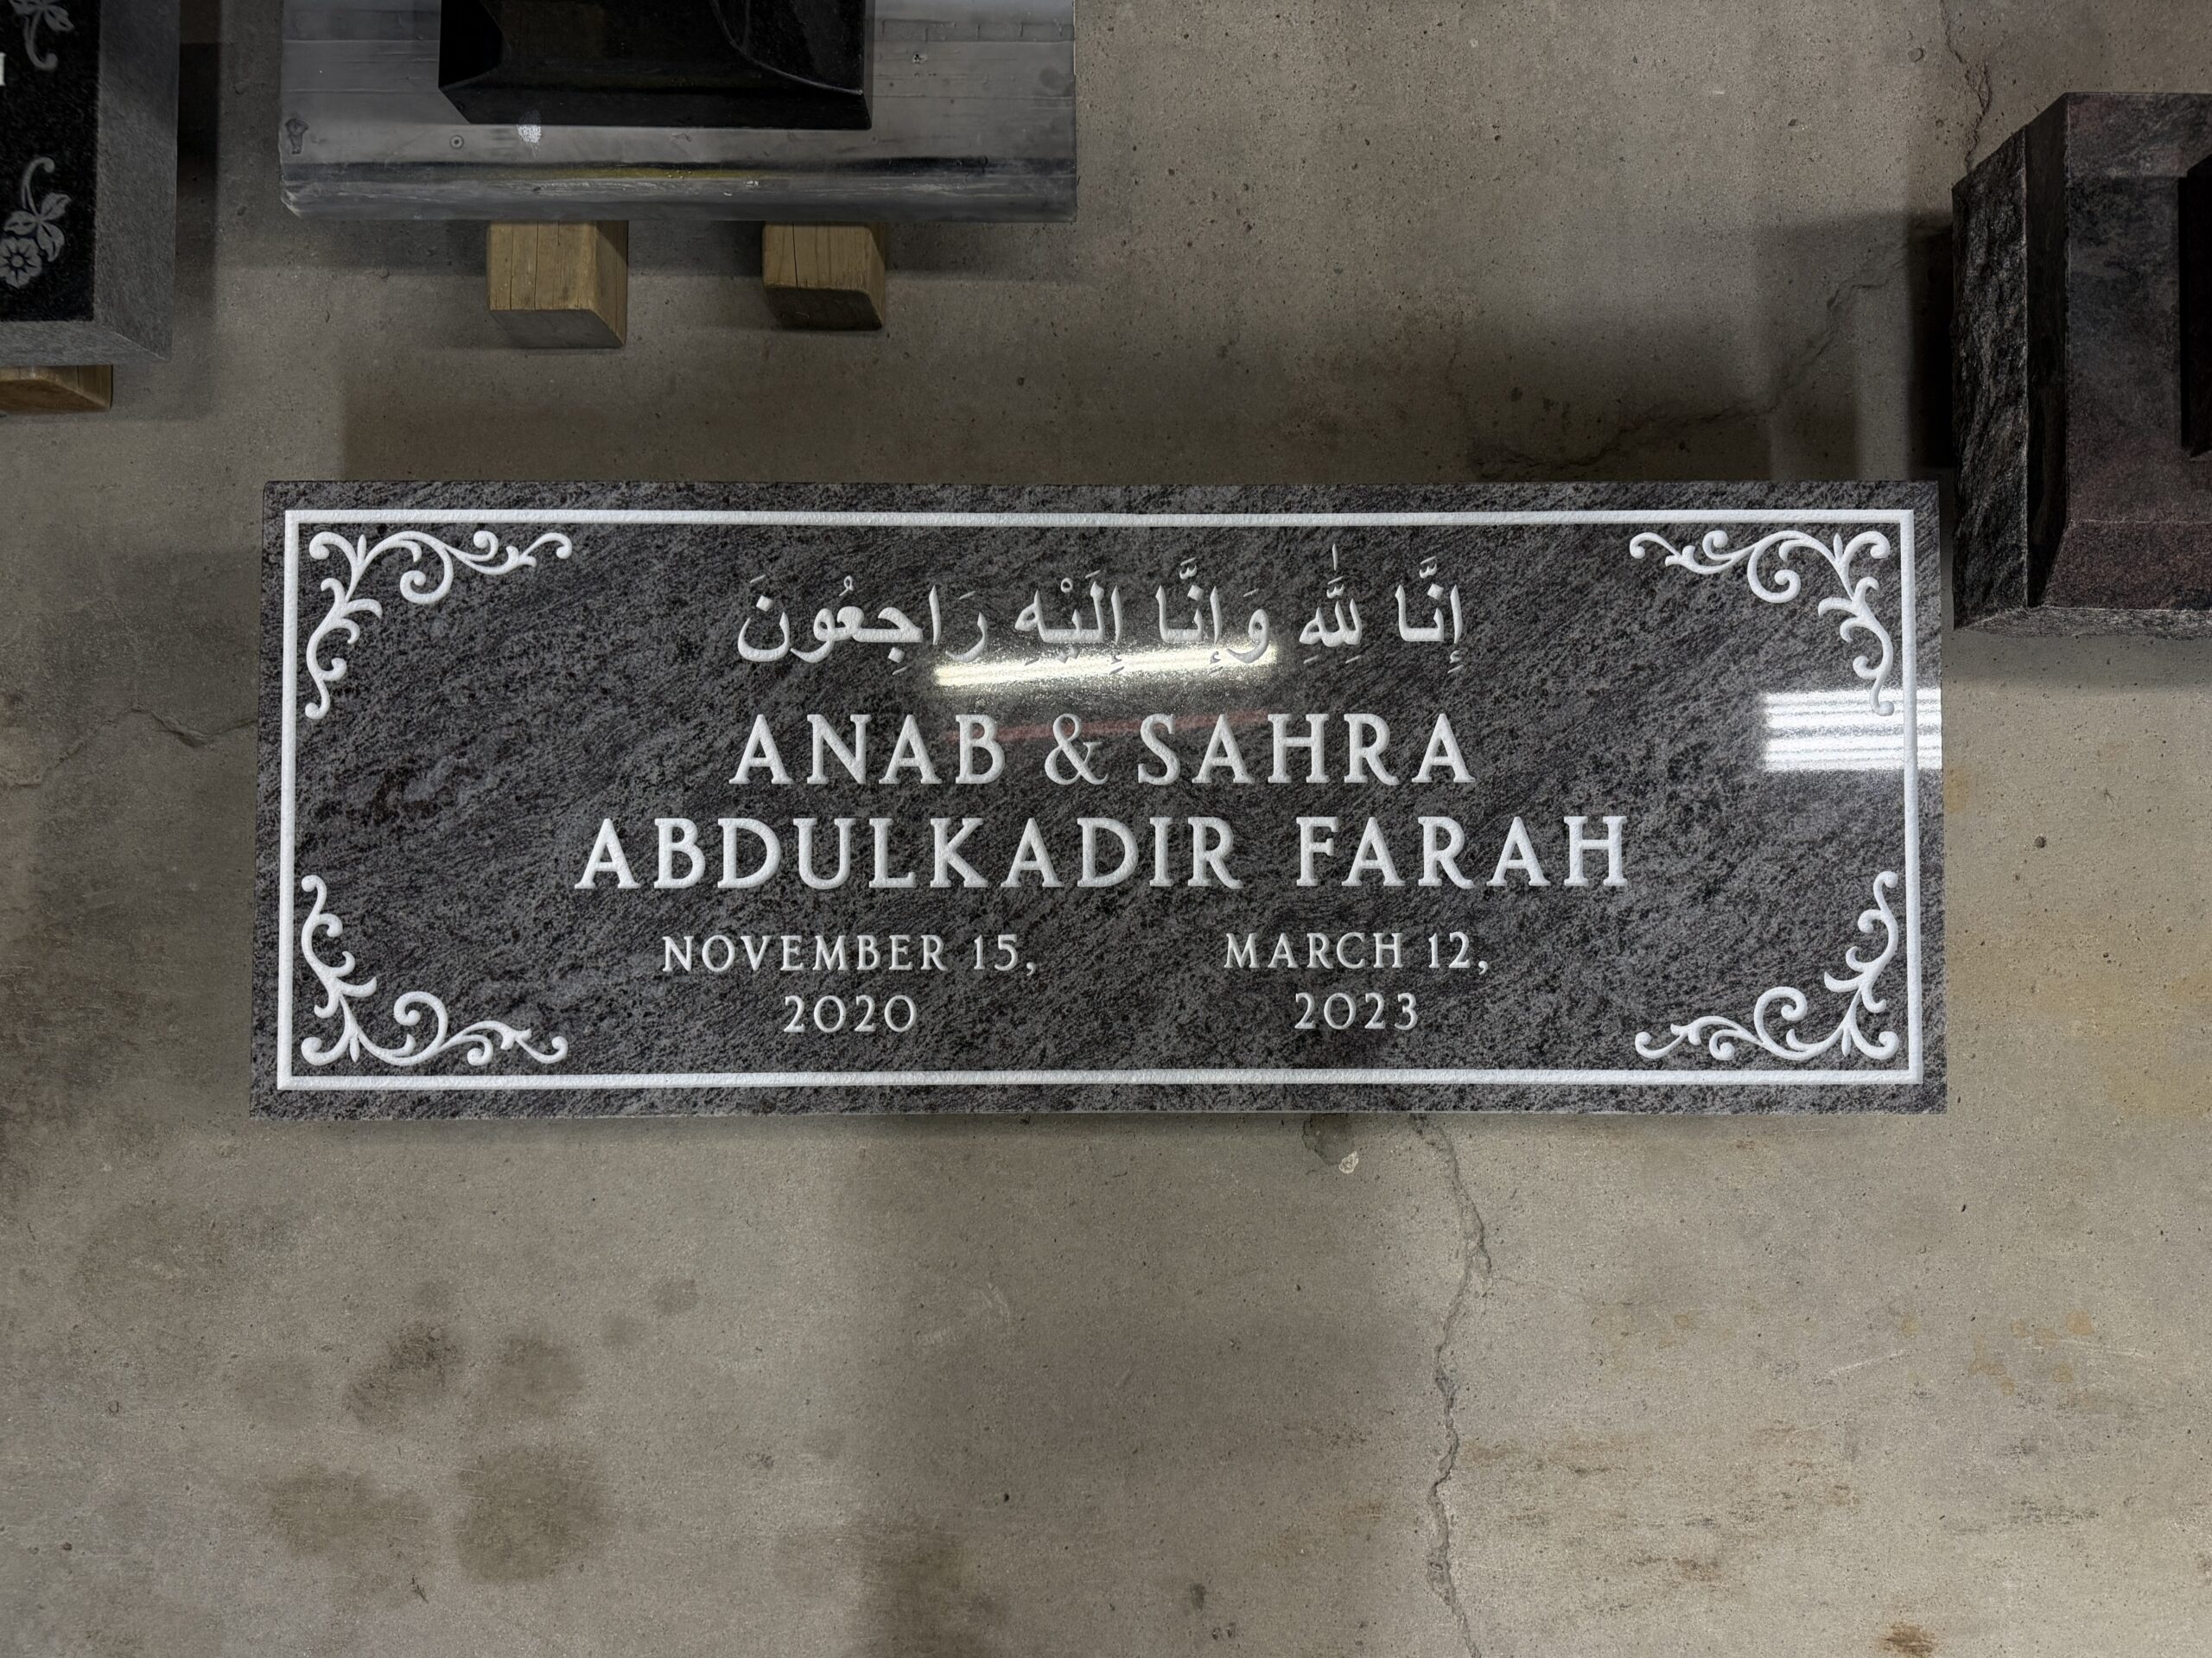 إِنَّا لِلَّٰهِ وَإِنَّا إِلَيْهِ رَاجِعُونَ
ANAB & SAHRA
ABDULKADIR FARAH
NOVEMBER 15, MARCH 12,
2020 2023